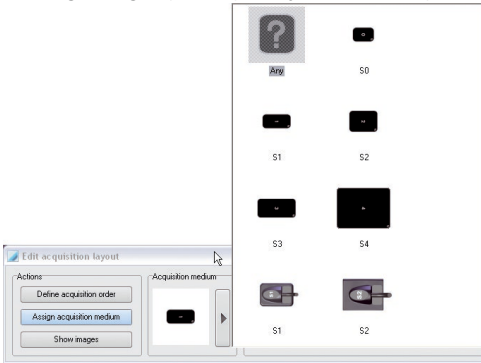 Any
S0
S1
S2
S3
S4
S1
S2
Edit acquisition layout
Actions
Acquisition medium
Define acquisition order
Assign acquisition medium
Show images